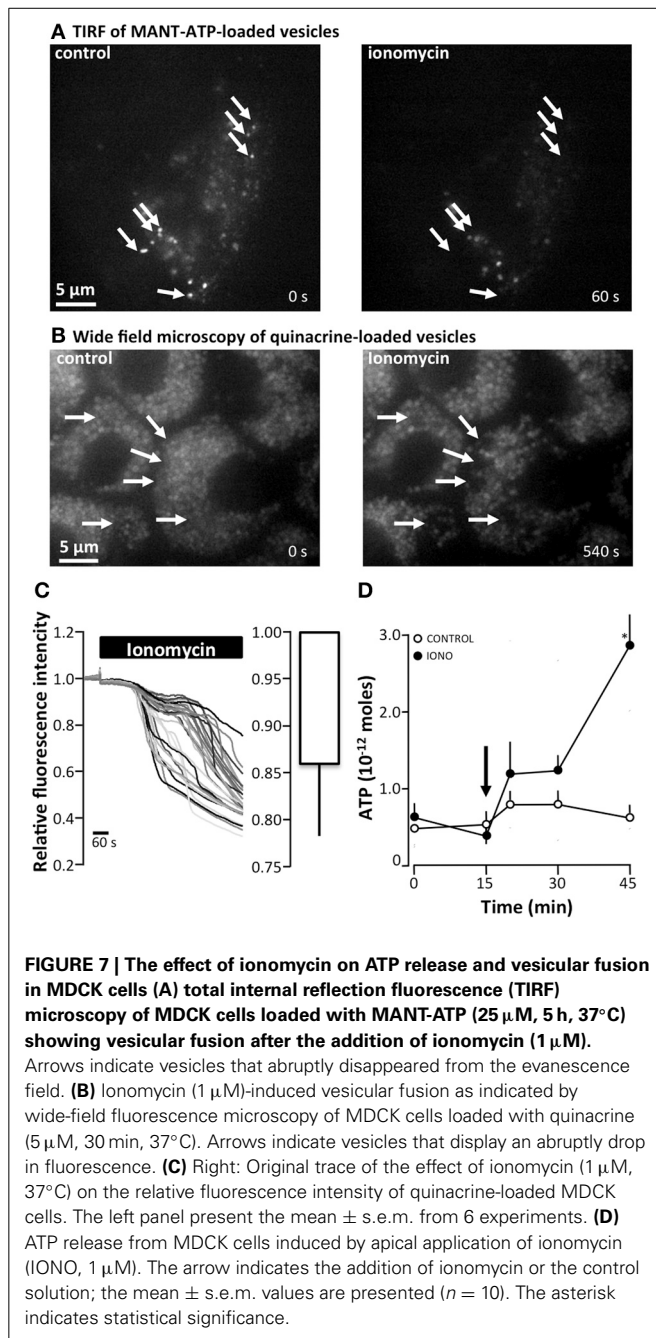 A TIRF of MANT-ATP-loaded vesicles
control
ionomycin
5 µm
0 s
60 s
B Wide field microscopy of quinacrine-loaded vesicles
control
Ionomycin
5 µm
0 s
540 s
C
Relative fluorescence intensity
1.2
1.0
0.8
0.6
0.4
0.2
Ionomycin
60 s
1.00
0.95
0.90
0.85
0.80
0.75
D
CONTROL
IONO
ATP (10⁻¹² moles)
3.0
1.0
0
*
0
15
30
45
Time (min)
FIGURE 7 | The effect of ionomycin on ATP release and vesicular fusion
in MDCK cells (A) total internal reflection fluorescence (TIRF)
microscopy of MDCK cells loaded with MANT-ATP (25 µM, 5 h, 37°C)
showing vesicular fusion after the addition of ionomycin (1 µM).
Arrows indicate vesicles that abruptly disappeared from the evanescence
field. (B) Ionomycin (1 µM)-induced vesicular fusion as indicated by
wide-field fluorescence microscopy of MDCK cells loaded with quinacrine
(5 µM, 30 min, 37°C). Arrows indicate vesicles that display an abruptly drop
in fluorescence. (C) Right: Original trace of the effect of ionomycin (1 µM,
37°C) on the relative fluorescence intensity of quinacrine-loaded MDCK
cells. The left panel present the mean ± s.e.m. from 6 experiments. (D)
ATP release from MDCK cells induced by apical application of ionomycin
(IONO, 1 µM). The arrow indicates the addition of ionomycin or the control
solution; the mean ± s.e.m. values are presented (n = 10). The asterisk
indicates statistical significance.